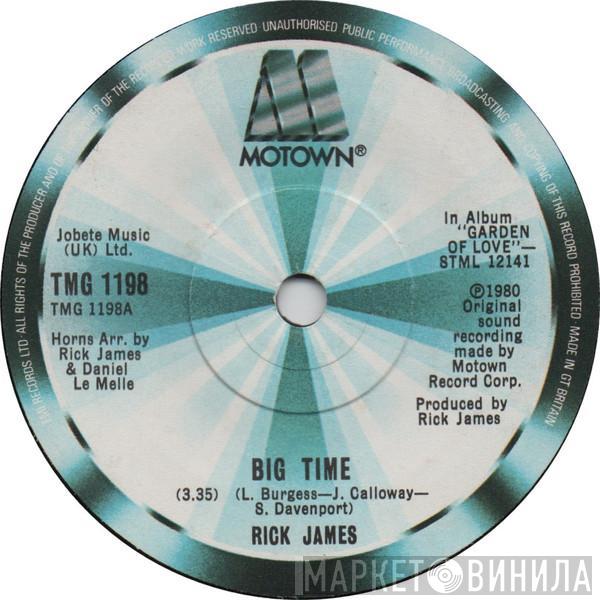 EMI RECORDS LTD ALL RIGHTS OF THE PRODUCER AND OF THE OWNER OF THE RECORDED WORK RESERVED UNAUTHORISED PUBLIC PERFORMANCE BROADCASTING AND COPYING OF THIS RECORD PROHIBITED · MADE IN GT BRITAIN
MOTOWN®
Jobete Music
(UK) Ltd.
TMG 1198
TMG 1198A
Horns Arr. by
Rick James
& Daniel
Le Melle
In Album
"GARDEN
OF LOVE"—
STML 12141
℗1980
Original
sound
recording
made by
Motown
Record Corp.
Produced by
Rick James
BIG TIME
(3.35) (L. Burgess—J. Calloway—
S. Davenport)
RICK JAMES
МАРКЕТ ВИНИЛА